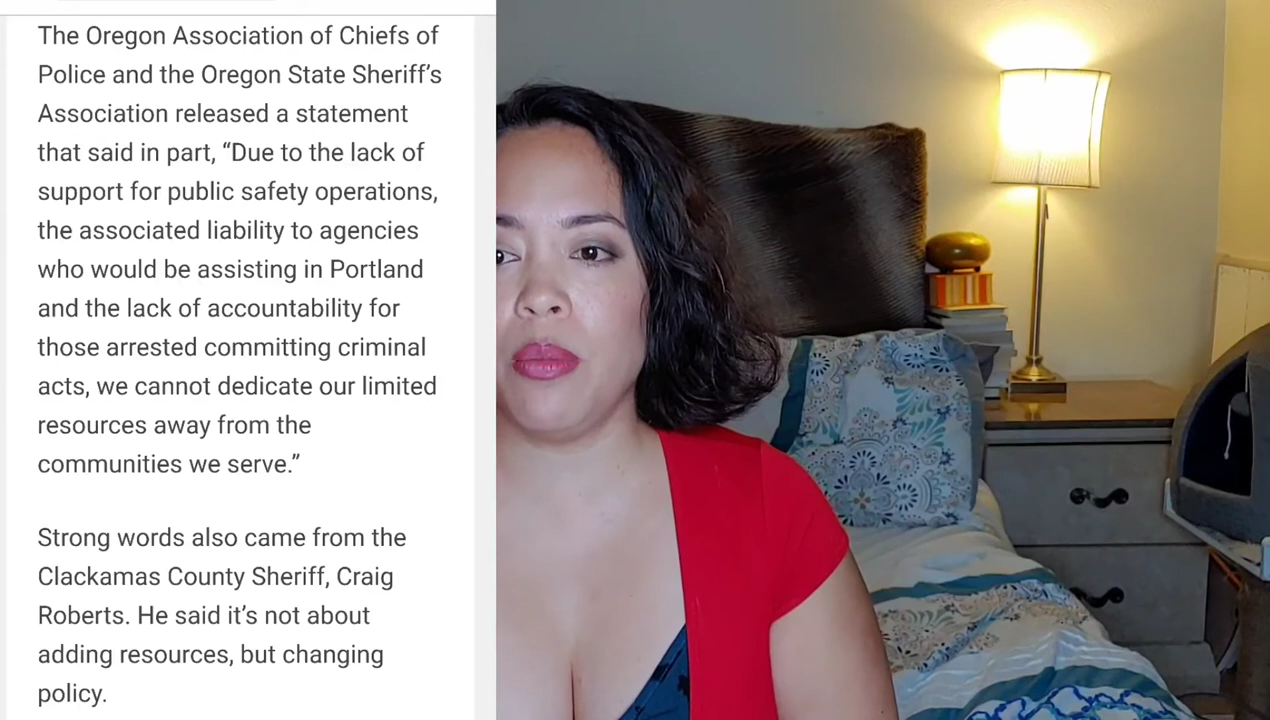 The Oregon Association of Chiefs of
Police and the Oregon State Sheriff’s
Association released a statement
that said in part, “Due to the lack of
support for public safety operations,
the associated liability to agencies
who would be assisting in Portland
and the lack of accountability for
those arrested committing criminal
acts, we cannot dedicate our limited
resources away from the
communities we serve.”
Strong words also came from the
Clackamas County Sheriff, Craig
Roberts. He said it’s not about
adding resources, but changing
policy.